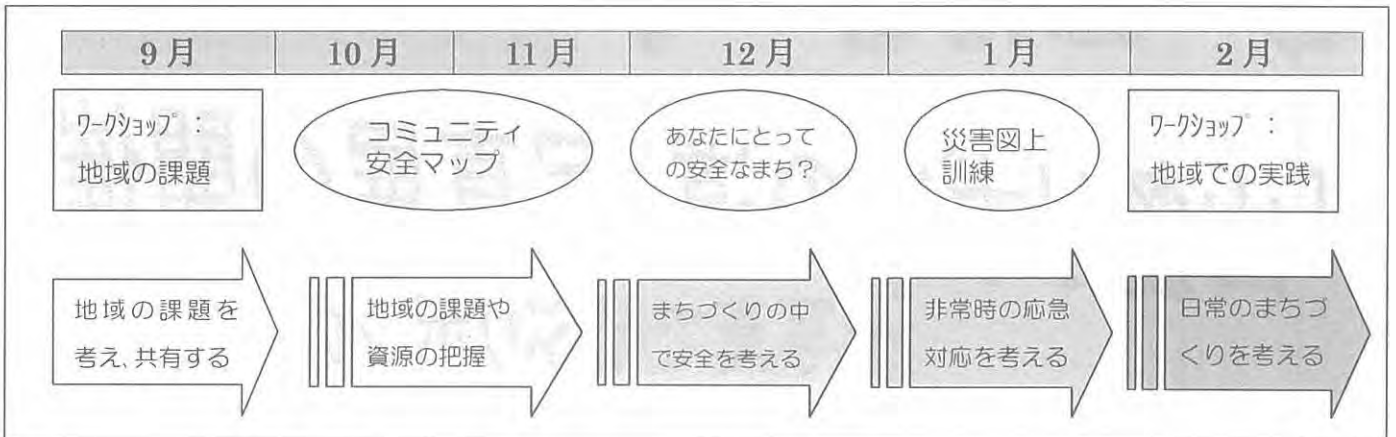 9月 10月 11月 12月 1月 2月
ワークショップ：
地域の課題
コミュニティ
安全マップ
あなたにとって
の安全なまち？
災害図上
訓練
ワークショップ：
地域での実践
地域の課題を
考え、共有する
地域の課題や
資源の把握
まちづくりの中
で安全を考える
非常時の応急
対応を考える
日常のまちづ
くりを考える